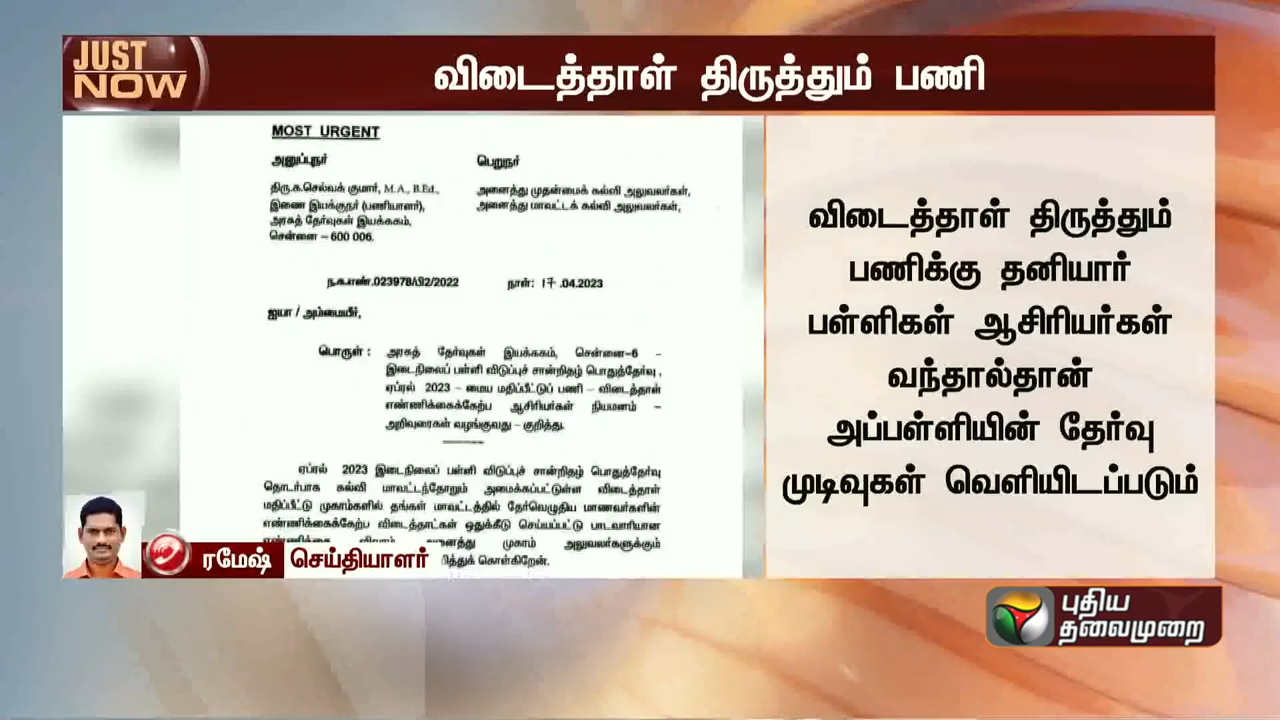 JUST
NOW
விடைத்தாள் திருத்தும் பணி
MOST URGENT
அனுப்புநர்
திரு.க.செல்வக் குமார், M.A., B.Ed.,
இணை இயக்குநர் (பணியாளர்),
அரசுத் தேர்வுகள் இயக்ககம்,
சென்னை – 600 006.
பெறுநர்
அனைத்து முதன்மைக் கல்வி அலுவலர்கள்,
அனைத்து மாவட்டக் கல்வி அலுவலர்கள்,
ந.க.எண்.023978/ /2022
நாள்: 17 .04.2023
ஐயா / அம்மையீர்,
பொருள் : அரசுத் தேர்வுகள் இயக்ககம், சென்னை–6 –
இடைநிலைப் பள்ளி விடுப்புச் சான்றிதழ் பொதுத்தேர்வு ,
ஏப்ரல் 2023 – மைய மதிப்பீட்டுப் பணி – விடைத்தாள்
எண்ணிக்கைக்கேற்ப ஆசிரியர்கள் நியமனம் –
அறிவுரைகள் வழங்குவது – குறித்து.
ஏப்ரல் 2023 இடைநிலைப் பள்ளி விடுப்புச் சான்றிதழ் பொதுத்தேர்வு
தொடர்பாக கல்வி மாவட்டந்தோறும் அமைக்கப்பட்டுள்ள விடைத்தாள்
மதிப்பீட்டு முகாம்களில் தங்கள் மாவட்டத்தில் தேர்வெழுதிய மாணவர்களின்
எண்ணிக்கைக்கேற்ப விடைத்தாட்கள் ஒதுக்கீடு செய்யப்பட்டு பாடவாரியான
முகாம் அலுவலர்களுக்கும்
கொள்கிறேன்.
விடைத்தாள் திருத்தும்
பணிக்கு தனியார்
பள்ளிகள் ஆசிரியர்கள்
வந்தால்தான்
அப்பள்ளியின் தேர்வு
முடிவுகள் வெளியிடப்படும்
ரமேஷ் செய்தியாளர்
புதிய
தலைமுறை